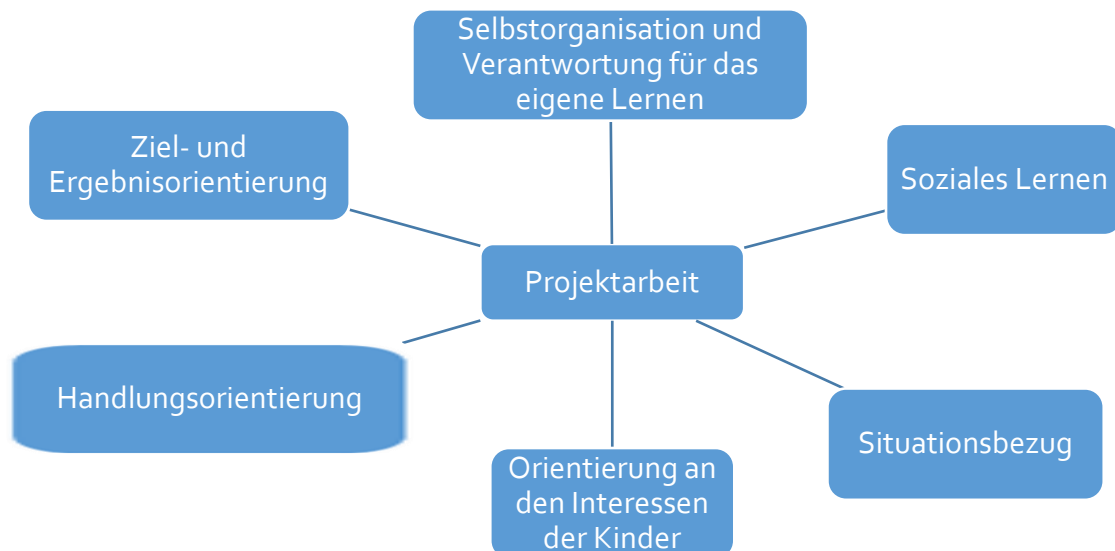 Selbstorganisation und
Verantwortung für das
eigene Lernen
Ziel- und
Ergebnisorientierung
Soziales Lernen
Projektarbeit
Handlungsorientierung
Situationsbezug
Orientierung an
den Interessen
der Kinder